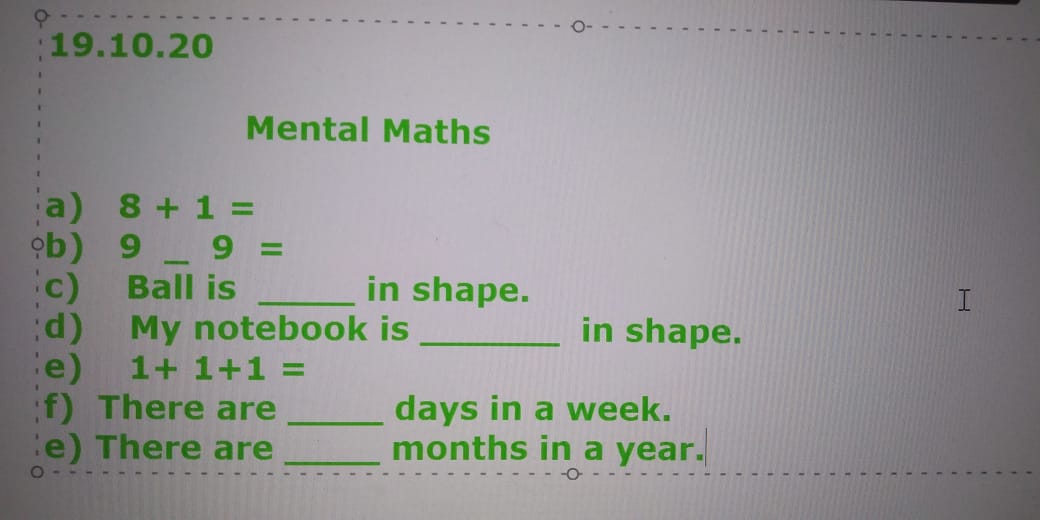 19.10.20
Mental Maths
a) 8 + 1 =
b) 9 _ 9 =
c) Ball is _____ in shape.
d) My notebook is _______ in shape.
e) 1+ 1+1 =
f) There are _____ days in a week.
e) There are _____ months in a year.